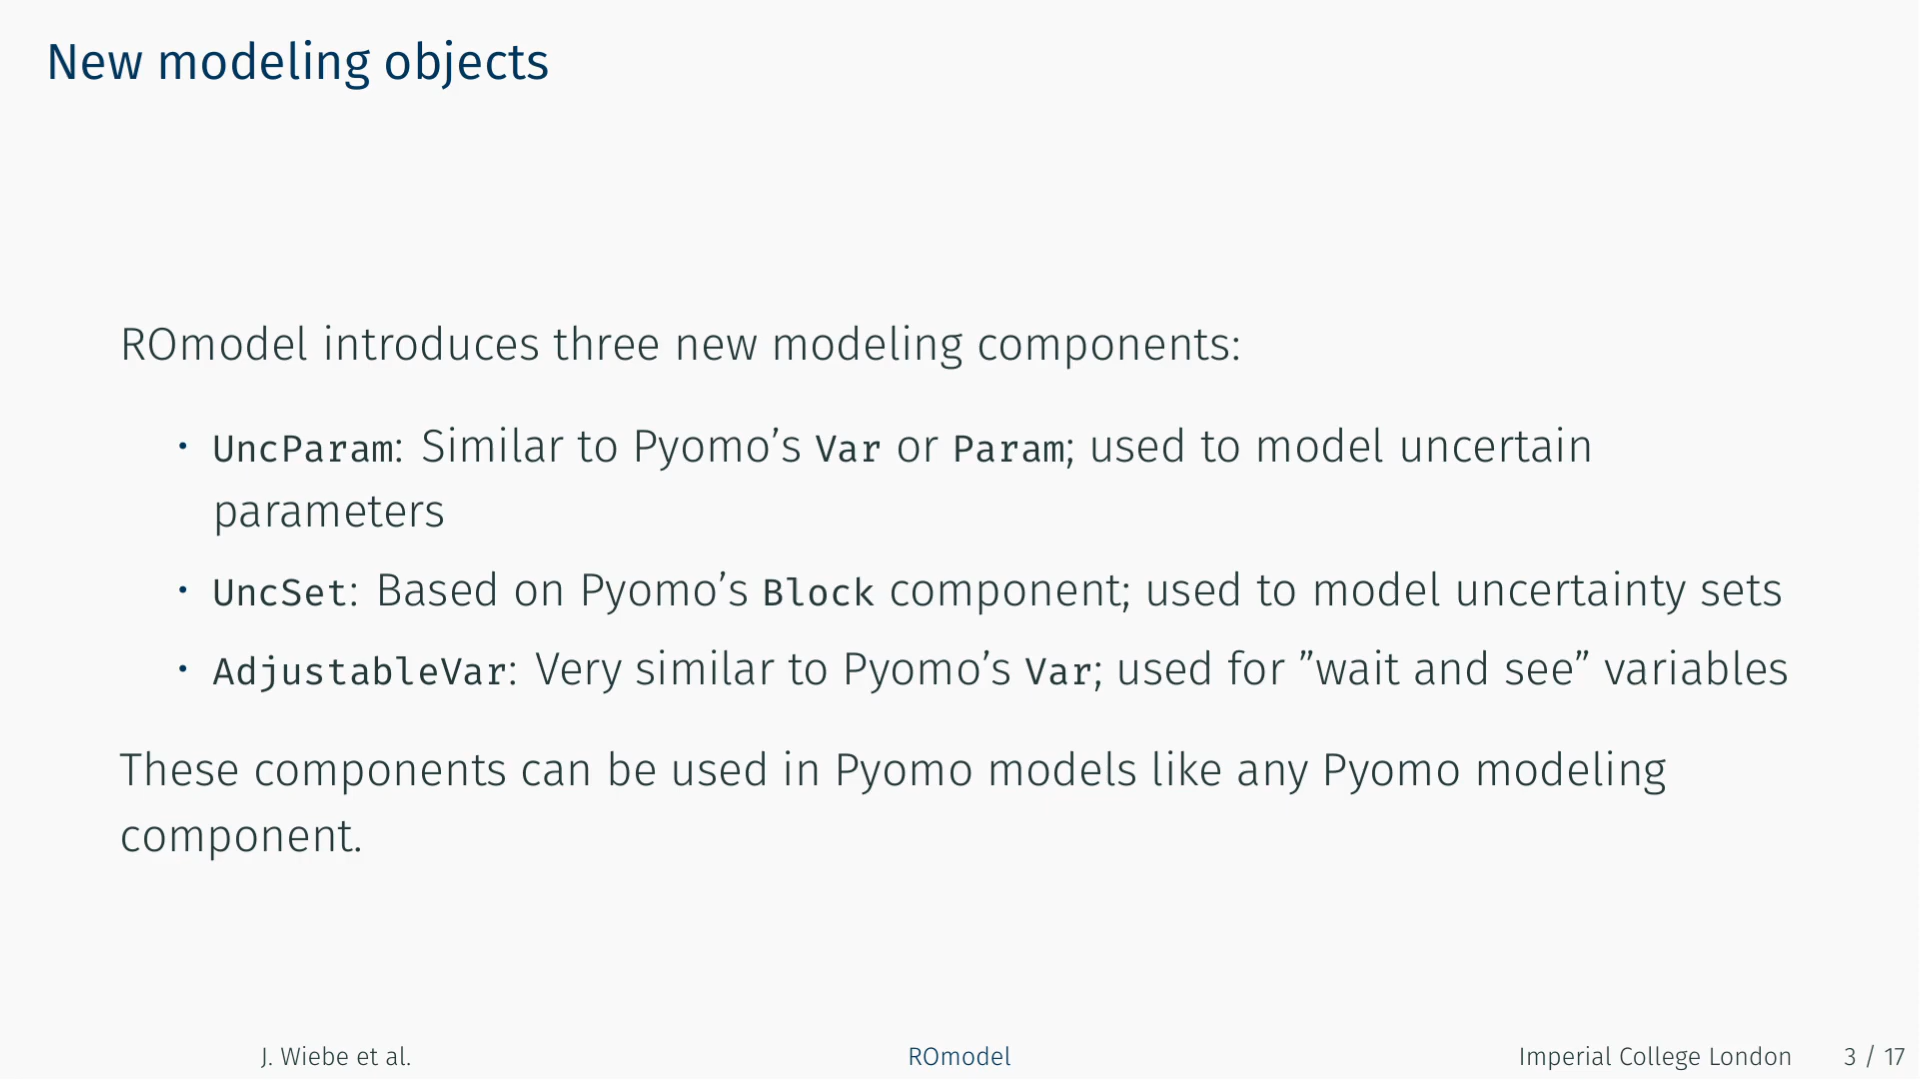 New modeling objects
ROmodel introduces three new modeling components:
• UncParam: Similar to Pyomo’s Var or Param; used to model uncertain
parameters
• UncSet: Based on Pyomo’s Block component; used to model uncertainty sets
• AdjustableVar: Very similar to Pyomo’s Var; used for ”wait and see” variables
These components can be used in Pyomo models like any Pyomo modeling
component.
J. Wiebe et al. ROmodel Imperial College London 3 / 17